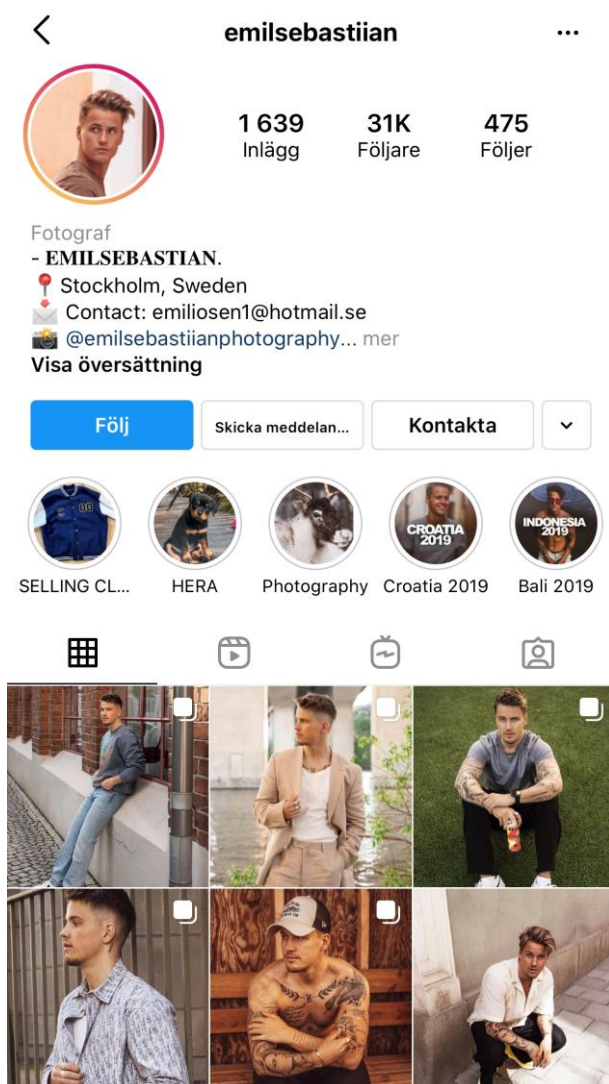 emilsebastiian
1 639 31K 475
Inlägg Följare Följer
Fotograf
- EMILSEBASTIAN.
📍 Stockholm, Sweden
📩 Contact: emiliosen1@hotmail.se
📸 @emilsebastiianphotography... mer
Visa översättning
Följ Skicka meddelan... Kontakta
CROATIA 2019
INDONESIA 2019
SELLING CL... HERA Photography Croatia 2019 Bali 2019